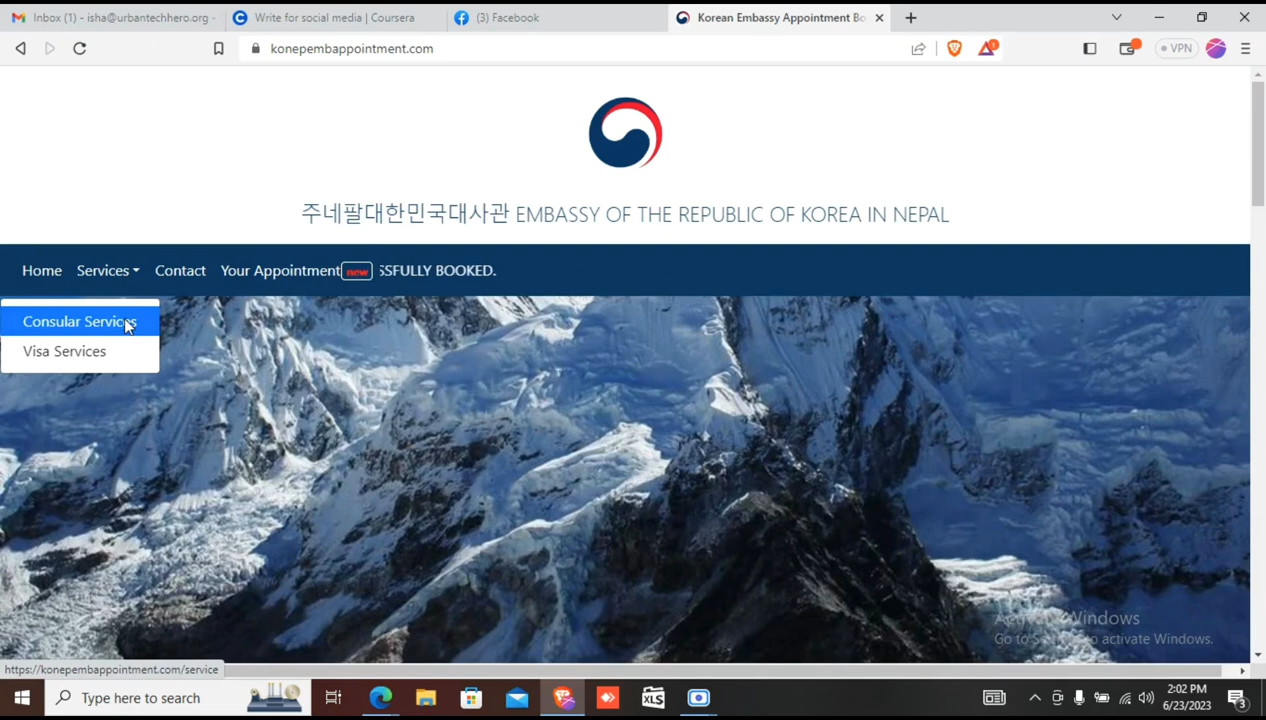 Inbox (1) - isha@urbantechhero.org -
Write for social media | Coursera
(3) Facebook
Korean Embassy Appointment Bo
konepembappointment.com
VPN
주네팔대한민국대사관 EMBASSY OF THE REPUBLIC OF KOREA IN NEPAL
Home Services Contact Your Appointment new SSFULLY BOOKED.
Consular Services
Visa Services
Activate Windows
Go to Settings to activate Windows.
https://konepembappointment.com/service
Type here to search
XLS
2:02 PM
6/23/2023
3